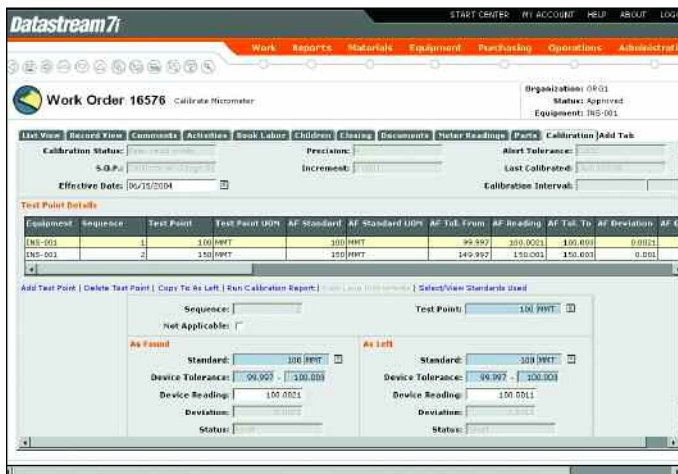 START CENTER MY ACCOUNT HELP ABOUT LOG
Datastream7i
Work Reports Materials Equipment Purchasing Operations Administrati
Work Order 16576 Calibrate Micrometer
Organization: ORG1
Status: Approved
Equipment: INS-001
List View Record View Comments Activities Book Labor Children Closing Documents Meter Readings Parts Calibration Add Tab
Calibration Status: Precision: Alert Tolerance:
S.O.P.: Increment: Last Calibrated:
Effective Date: 06/15/2004 Calibration Interval:
Test Point Details
Equipment Sequence Test Point Test Point UOM AF Standard AF Standard UOM AF Tol. From AF Reading AF Tol. To AF Deviation AF
INS-001 1 100 MMT 100 MMT 99.997 100.0021 100.003 0.0021
INS-001 2 150 MMT 150 MMT 149.997 150.001 150.003 0.001
Add Test Point | Delete Test Point | Copy To As Left | Run Calibration Report | Select/View Standards Used
Sequence: Test Point: 100 MMT
Not Applicable:
As Found As Left
Standard: 100 MMT Standard: 100 MMT
Device Tolerance: 99.997 - 100.003 Device Tolerance: 99.997 - 100.003
Device Reading: 100.0021 Device Reading: 100.0011
Deviation: Deviation:
Status: Status: